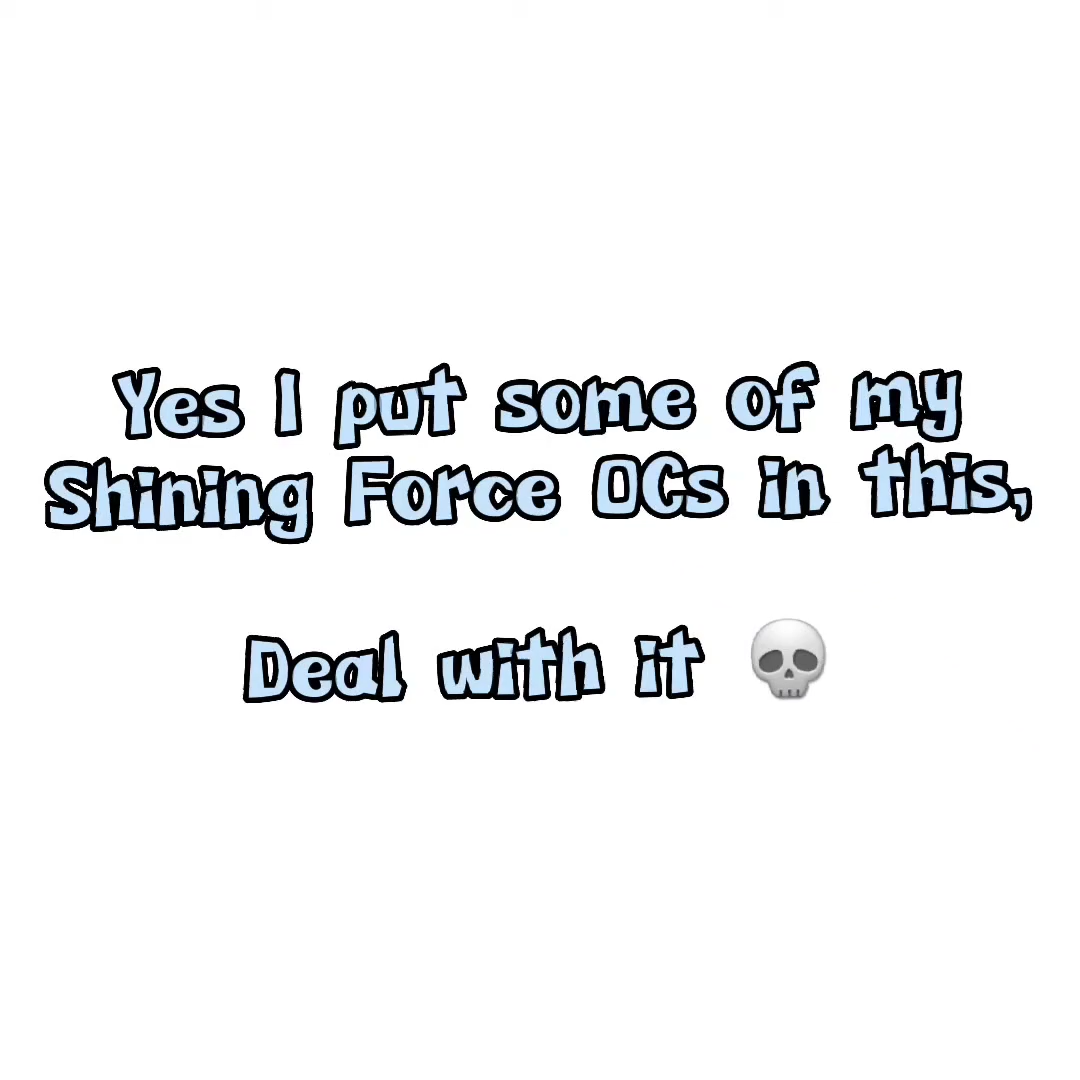 Yes I put some of my
Shining Force OCs in this,
Deal with it 💀